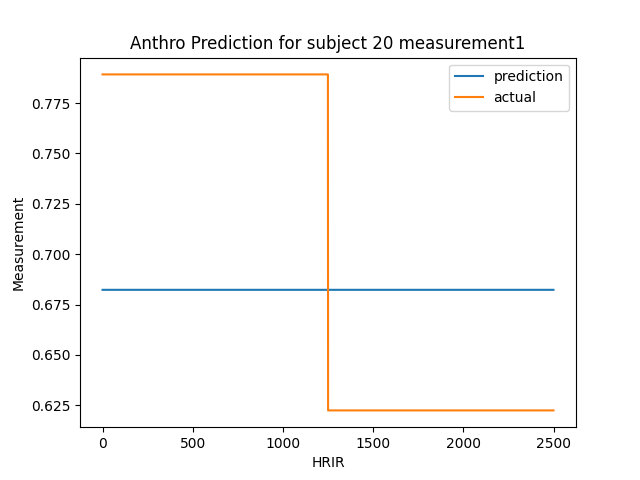 Anthro Prediction for subject 20 measurement1
prediction
actual
Measurement
0.775
0.750
0.725
0.700
0.675
0.650
0.625
0
500
1000
1500
2000
2500
HRIR